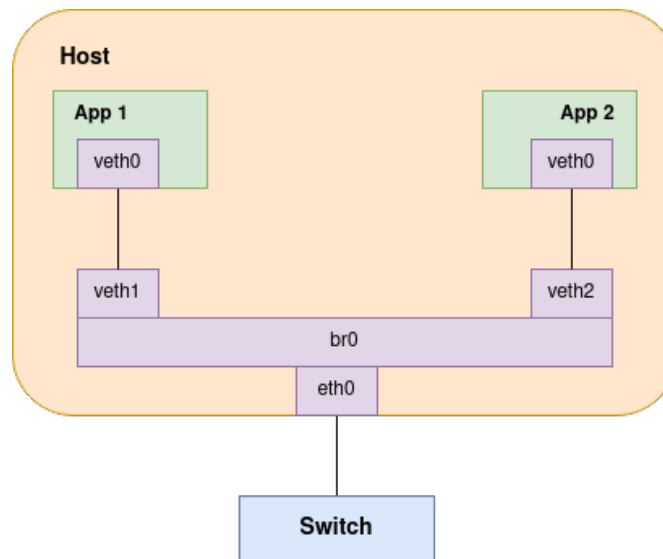 Host
App 1
App 2
veth0
veth0
veth1
veth2
br0
eth0
Switch